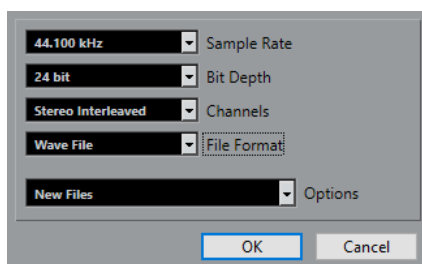 44.100 kHz Sample Rate
24 bit Bit Depth
Stereo Interleaved Channels
Wave File File Format
New Files Options
OK Cancel